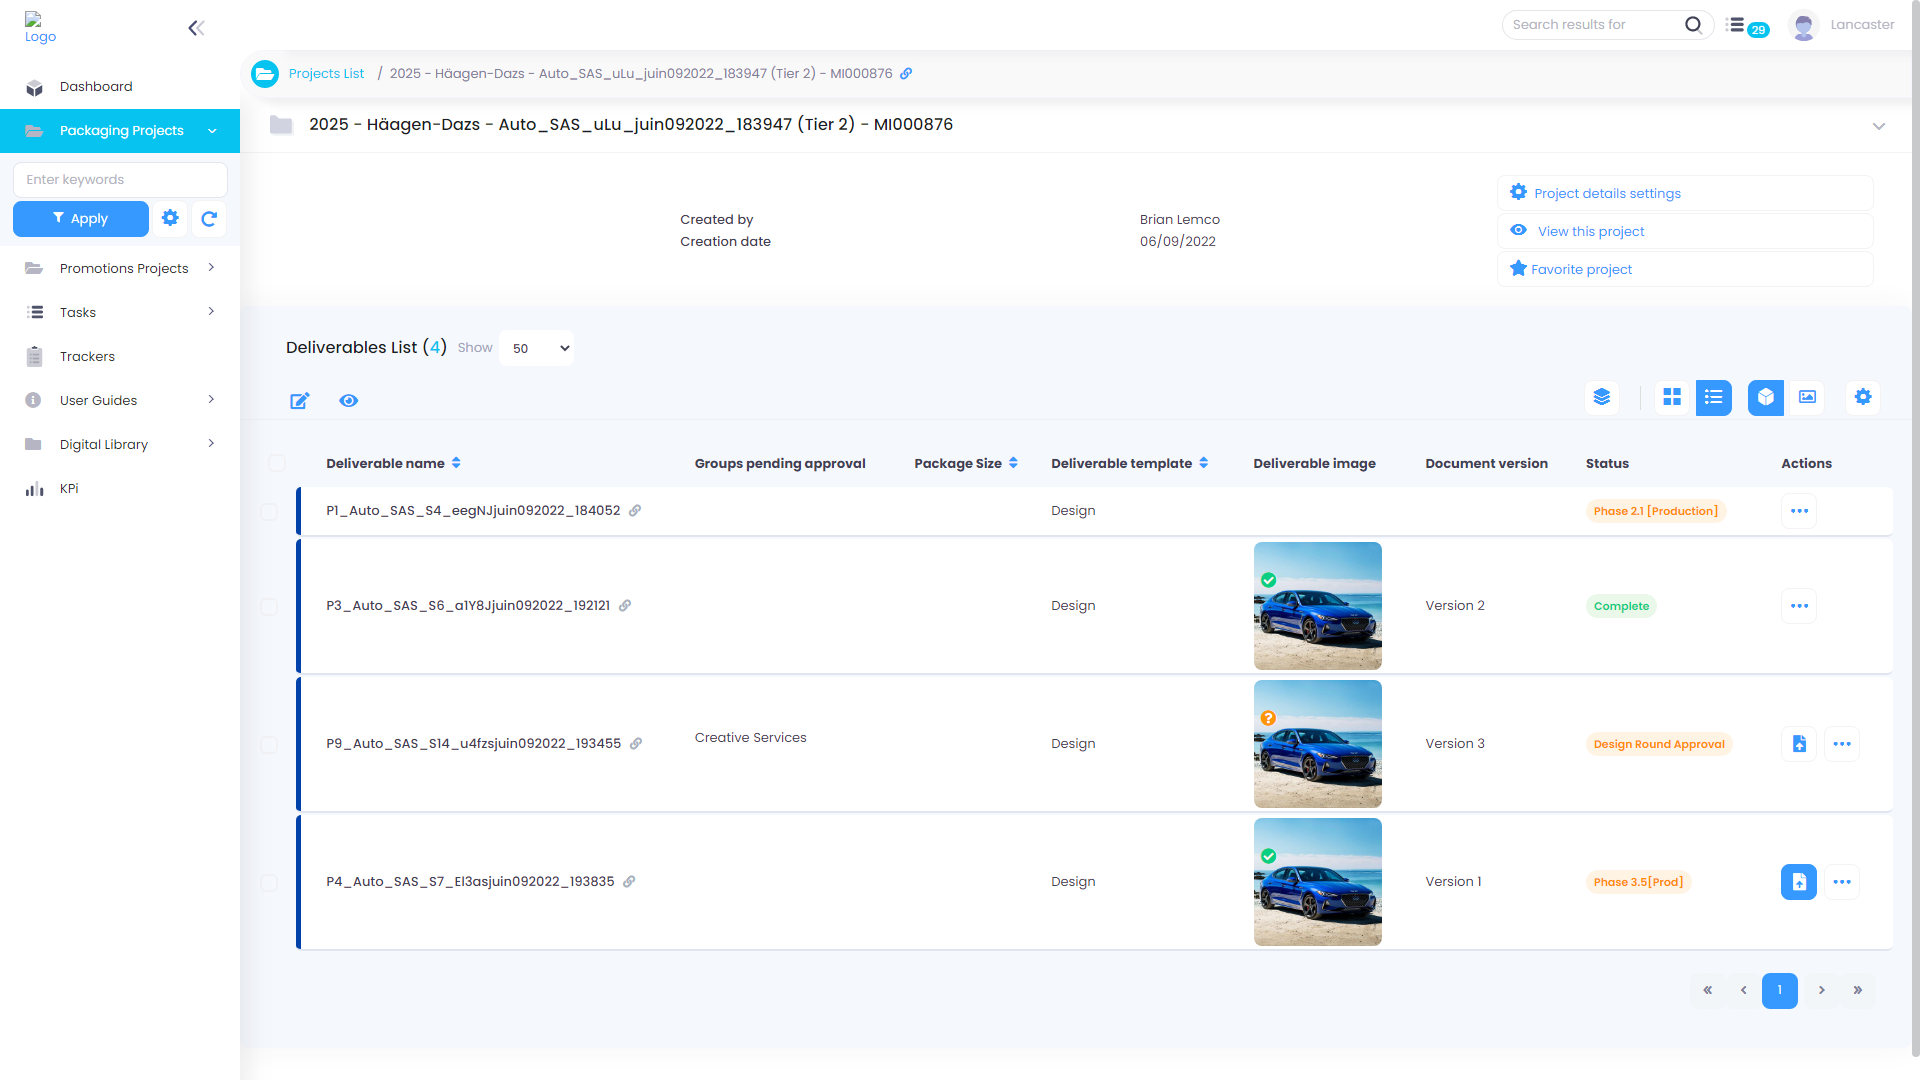 Logo
Search results for
29
Lancaster
Dashboard
Packaging Projects
Enter keywords
Apply
Promotions Projects
Tasks
Trackers
User Guides
Digital Library
KPi
Projects List / 2025 - Häagen-Dazs - Auto_SAS_uLu_juin092022_183947 (Tier 2) - MI000876
2025 - Häagen-Dazs - Auto_SAS_uLu_juin092022_183947 (Tier 2) - MI000876
Created by Brian Lemco
Creation date 06/09/2022
Project details settings
View this project
Favorite project
Deliverables List (4) Show 50
Deliverable name Groups pending approval Package Size Deliverable template Deliverable image Document version Status Actions
P1_Auto_SAS_S4_eegNJjuin092022_184052 Design Phase 2.1 [Production]
P3_Auto_SAS_S6_a1Y8Jjuin092022_192121 Design Version 2 Complete
P9_Auto_SAS_S14_u4fzsjuin092022_193455 Creative Services Design Version 3 Design Round Approval
P4_Auto_SAS_S7_El3asjuin092022_193835 Design Version 1 Phase 3.5[Prod]
« ‹ 1 › »